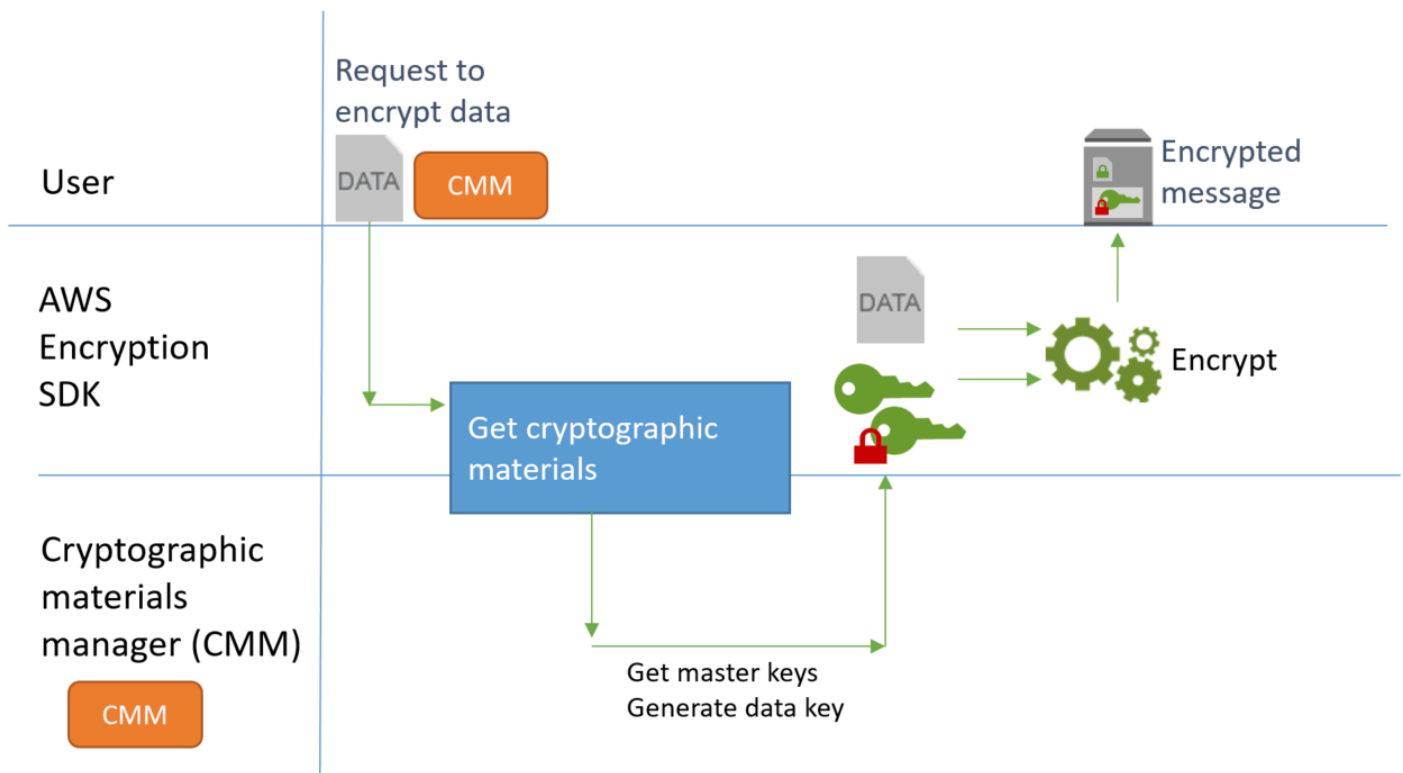 Request to
encrypt data
User
DATA
CMM
Encrypted
message
AWS
Encryption
SDK
DATA
Encrypt
Get cryptographic
materials
Cryptographic
materials
manager (CMM)
CMM
Get master keys
Generate data key